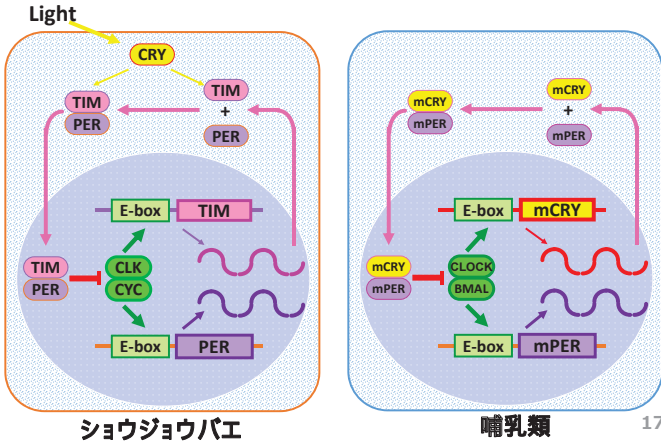 Light
CRY
TIM
TIM
+
PER
PER
E-box
TIM
TIM
PER
CLK
CYC
E-box
PER
ショウジョウバエ
mCRY
mCRY
+
mPER
mPER
E-box
mCRY
mCRY
mPER
CLOCK
BMAL
E-box
mPER
哺乳類
17